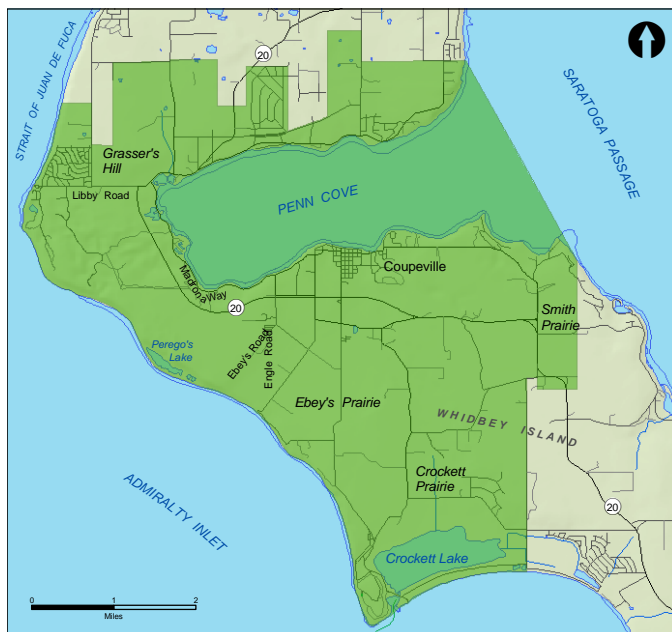 STRAIT OF JUAN DE FUCA
20
SARATOGA PASSAGE
Grasser's
Hill
Libby Road
PENN COVE
Coupeville
Madrona Way
20
Smith
Prairie
Perego's
Lake
Ebey's Road
Engle Road
Ebey's Prairie
WHIDBEY ISLAND
Crockett
Prairie
ADMIRALTY INLET
20
Crockett Lake
0 1 2
Miles